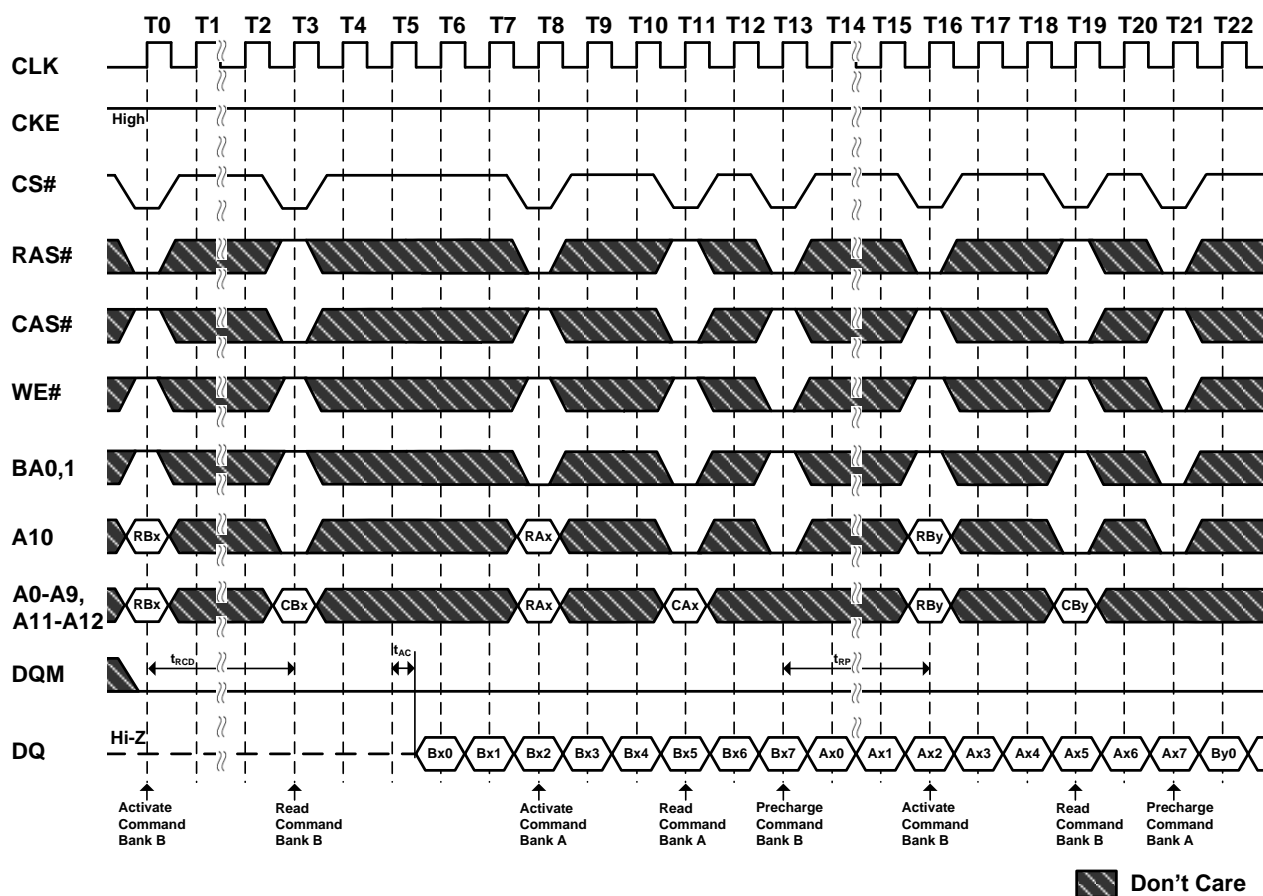 T0 T1 T2 T3 T4 T5 T6 T7 T8 T9 T10 T11 T12 T13 T14 T15 T16 T17 T18 T19 T20 T21 T22
CLK
CKE
High
CS#
RAS#
CAS#
WE#
BA0,1
A10
RBx RAx RBy
A0-A9,
A11-A12
RBx CBx RAx CAx RBy CBy
DQM
tRCD tAC tRP
DQ
Hi-Z
Bx0 Bx1 Bx2 Bx3 Bx4 Bx5 Bx6 Bx7 Ax0 Ax1 Ax2 Ax3 Ax4 Ax5 Ax6 Ax7 By0
Activate
Command
Bank B
Read
Command
Bank B
Activate
Command
Bank A
Read
Command
Bank A
Precharge
Command
Bank B
Activate
Command
Bank B
Read
Command
Bank B
Precharge
Command
Bank A
Don't Care